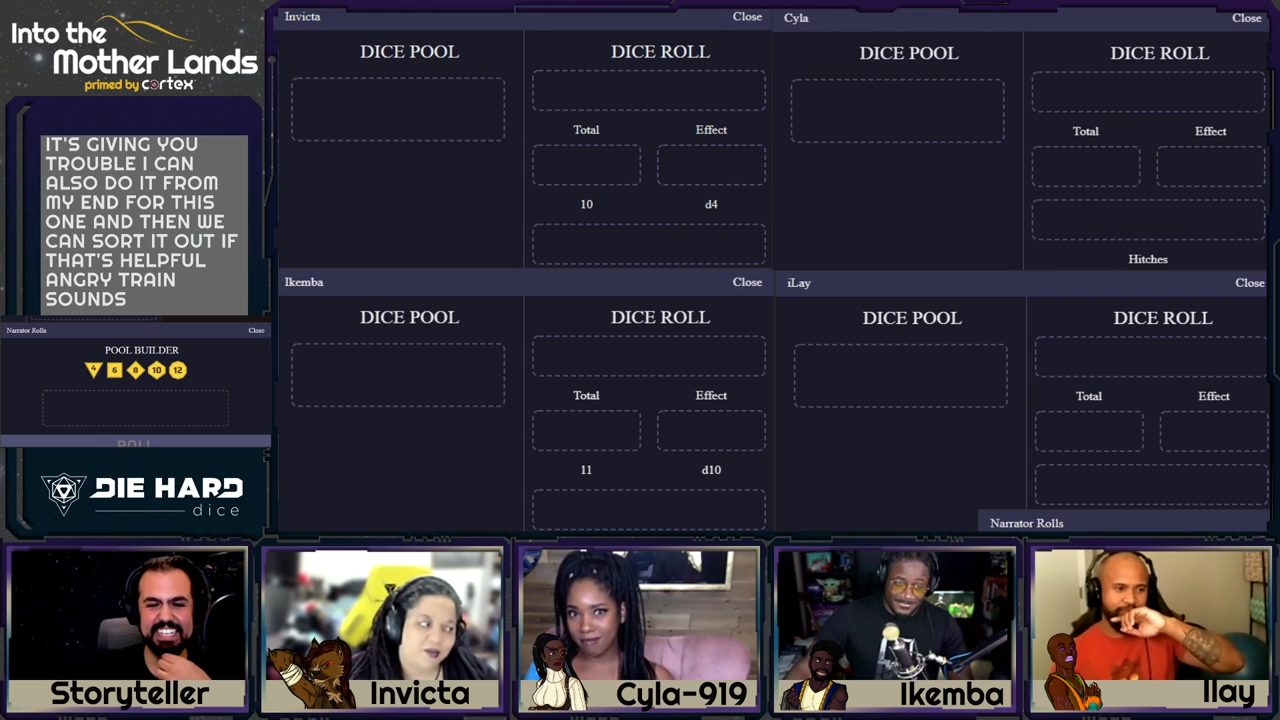 Into the
Mother Lands
primed by cortex
IT'S GIVING YOU
TROUBLE I CAN
ALSO DO IT FROM
MY END FOR THIS
ONE AND THEN WE
CAN SORT IT OUT IF
THAT'S HELPFUL
ANGRY TRAIN
SOUNDS
Narrator Rolls Close
POOL BUILDER
4 6 8 10 12
ROLL
DIE HARD
dice
Invicta Close
DICE POOL DICE ROLL
Total Effect
10 d4
Cyla Close
DICE POOL DICE ROLL
Total Effect
Hitches
Ikemba Close
DICE POOL DICE ROLL
Total Effect
11 d10
iLay Close
DICE POOL DICE ROLL
Total Effect
Narrator Rolls
Storyteller
Invicta
Cyla-919
Ikemba
Ilay